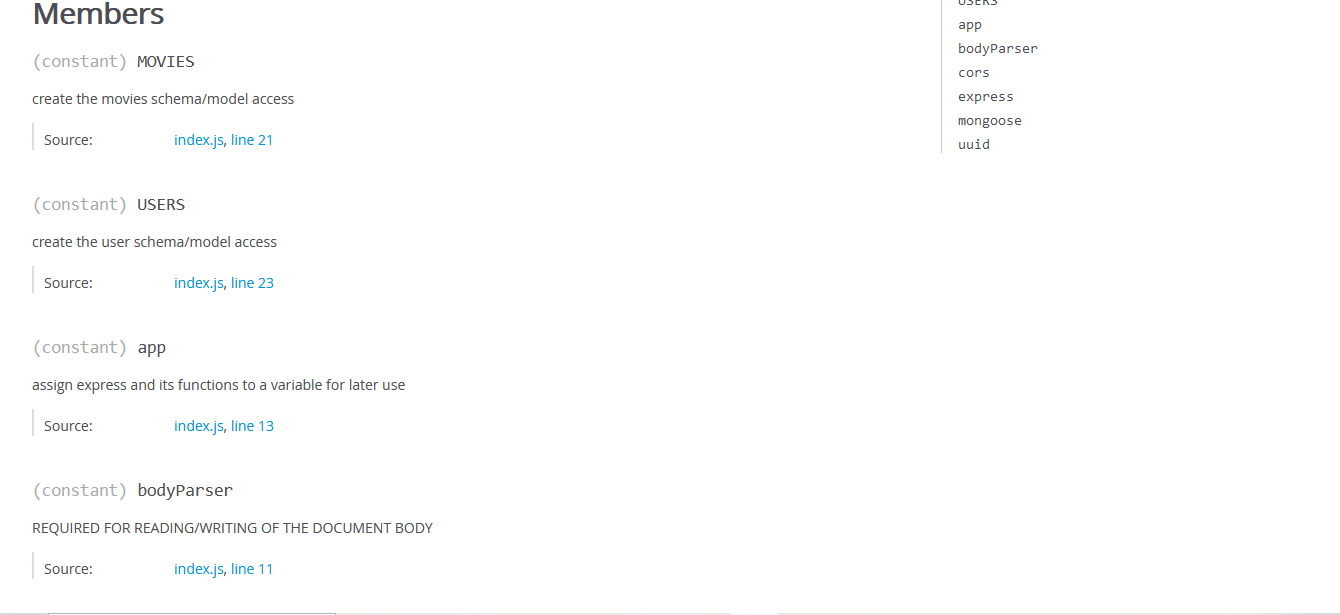 Members
(constant) MOVIES
create the movies schema/model access
Source: index.js, line 21
(constant) USERS
create the user schema/model access
Source: index.js, line 23
(constant) app
assign express and its functions to a variable for later use
Source: index.js, line 13
(constant) bodyParser
REQUIRED FOR READING/WRITING OF THE DOCUMENT BODY
Source: index.js, line 11
USERS
app
bodyParser
cors
express
mongoose
uuid